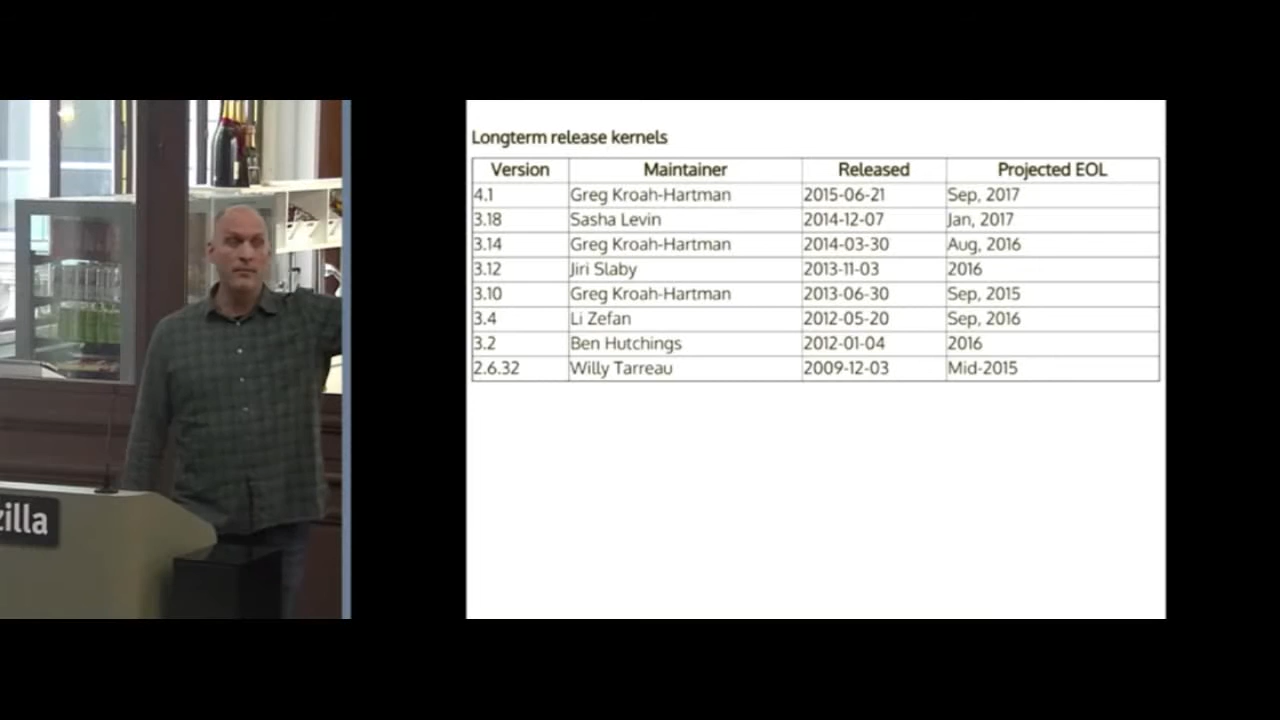 Longterm release kernels
Version Maintainer Released Projected EOL
4.1 Greg Kroah-Hartman 2015-06-21 Sep, 2017
3.18 Sasha Levin 2014-12-07 Jan, 2017
3.14 Greg Kroah-Hartman 2014-03-30 Aug, 2016
3.12 Jiri Slaby 2013-11-03 2016
3.10 Greg Kroah-Hartman 2013-06-30 Sep, 2015
3.4 Li Zefan 2012-05-20 Sep, 2016
3.2 Ben Hutchings 2012-01-04 2016
2.6.32 Willy Tarreau 2009-12-03 Mid-2015
zilla